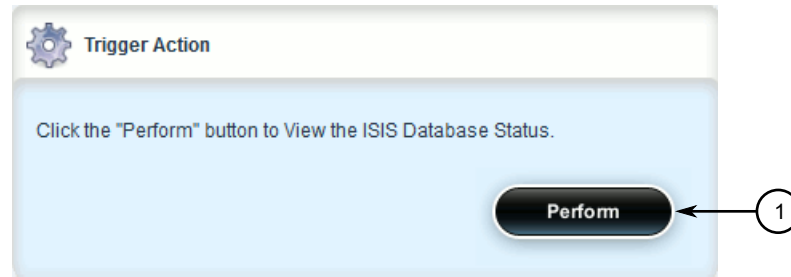 Trigger Action
Click the "Perform" button to View the ISIS Database Status.
Perform
1